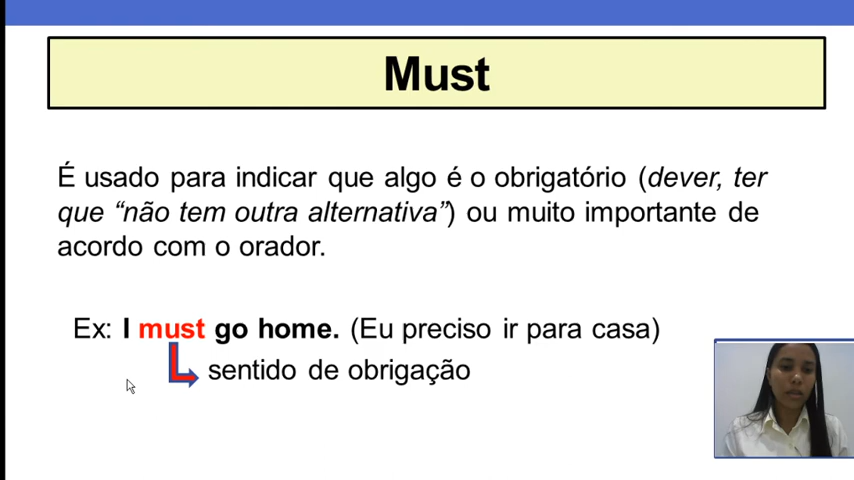 Must
É usado para indicar que algo é o obrigatório (dever, ter
que “não tem outra alternativa”) ou muito importante de
acordo com o orador.
Ex: I must go home. (Eu preciso ir para casa)
sentido de obrigação